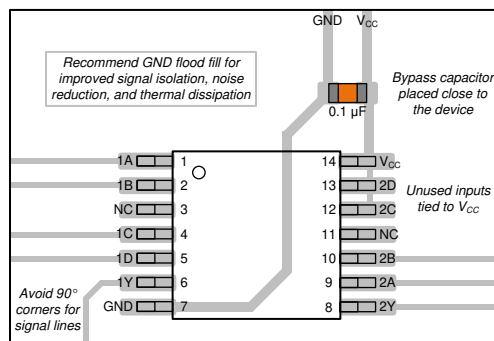 GND VCC
Recommend GND flood fill for
improved signal isolation, noise
reduction, and thermal dissipation
Bypass capacitor
placed close to
the device
0.1 µF
1A 1 14 VCC
1B 2 13 2D
Unused inputs
tied to VCC
NC 3 12 2C
1C 4 11 NC
1D 5 10 2B
1Y 6 9 2A
Avoid 90°
corners for
signal lines
GND 7 8 2Y